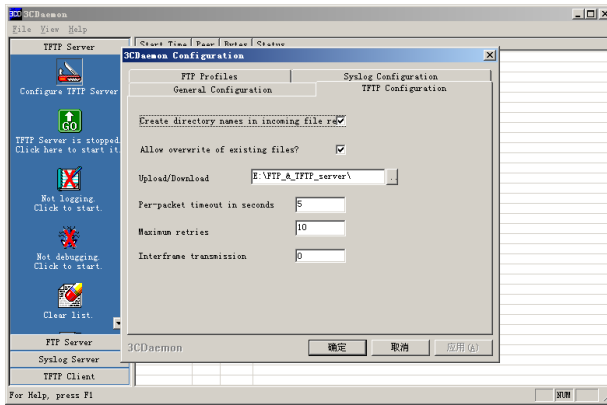 3CDaemon
File View Help
TFTP Server
Start Time Peer Bytes Status
3CDaemon Configuration
FTP Profiles
Syslog Configuration
General Configuration
TFTP Configuration
Configure TFTP Server
Create directory names in incoming file re
GO
TFTP Server is stopped.
Click here to start it.
Allow overwrite of existing files?
Upload/Download E:\FTP_&_TFTP_server\ ..
Not logging.
Click to start.
Per-packet timeout in seconds 5
Maximum retries 10
Not debugging.
Click to start.
Interframe transmission 0
Clear list.
FTP Server
3CDaemon 确定 取消 应用(A)
Syslog Server
TFTP Client
For Help, press F1 NUM